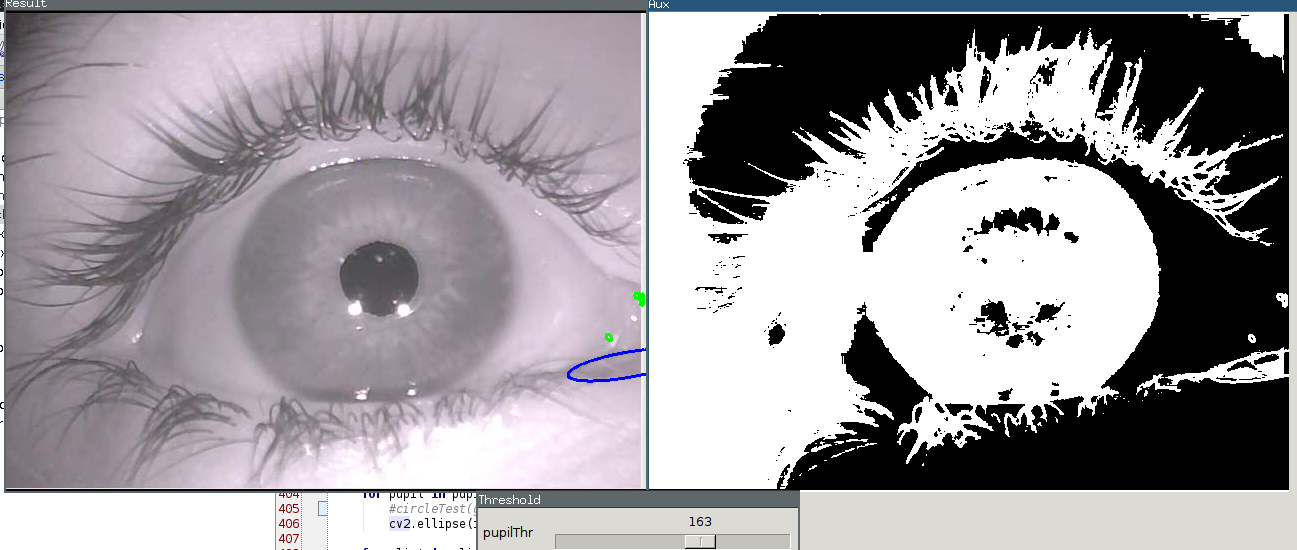 Result
Aux
404 for pupil in pup
405 #circleTest(
406 cv2.ellipse(
407
Threshold
163
pupilThr